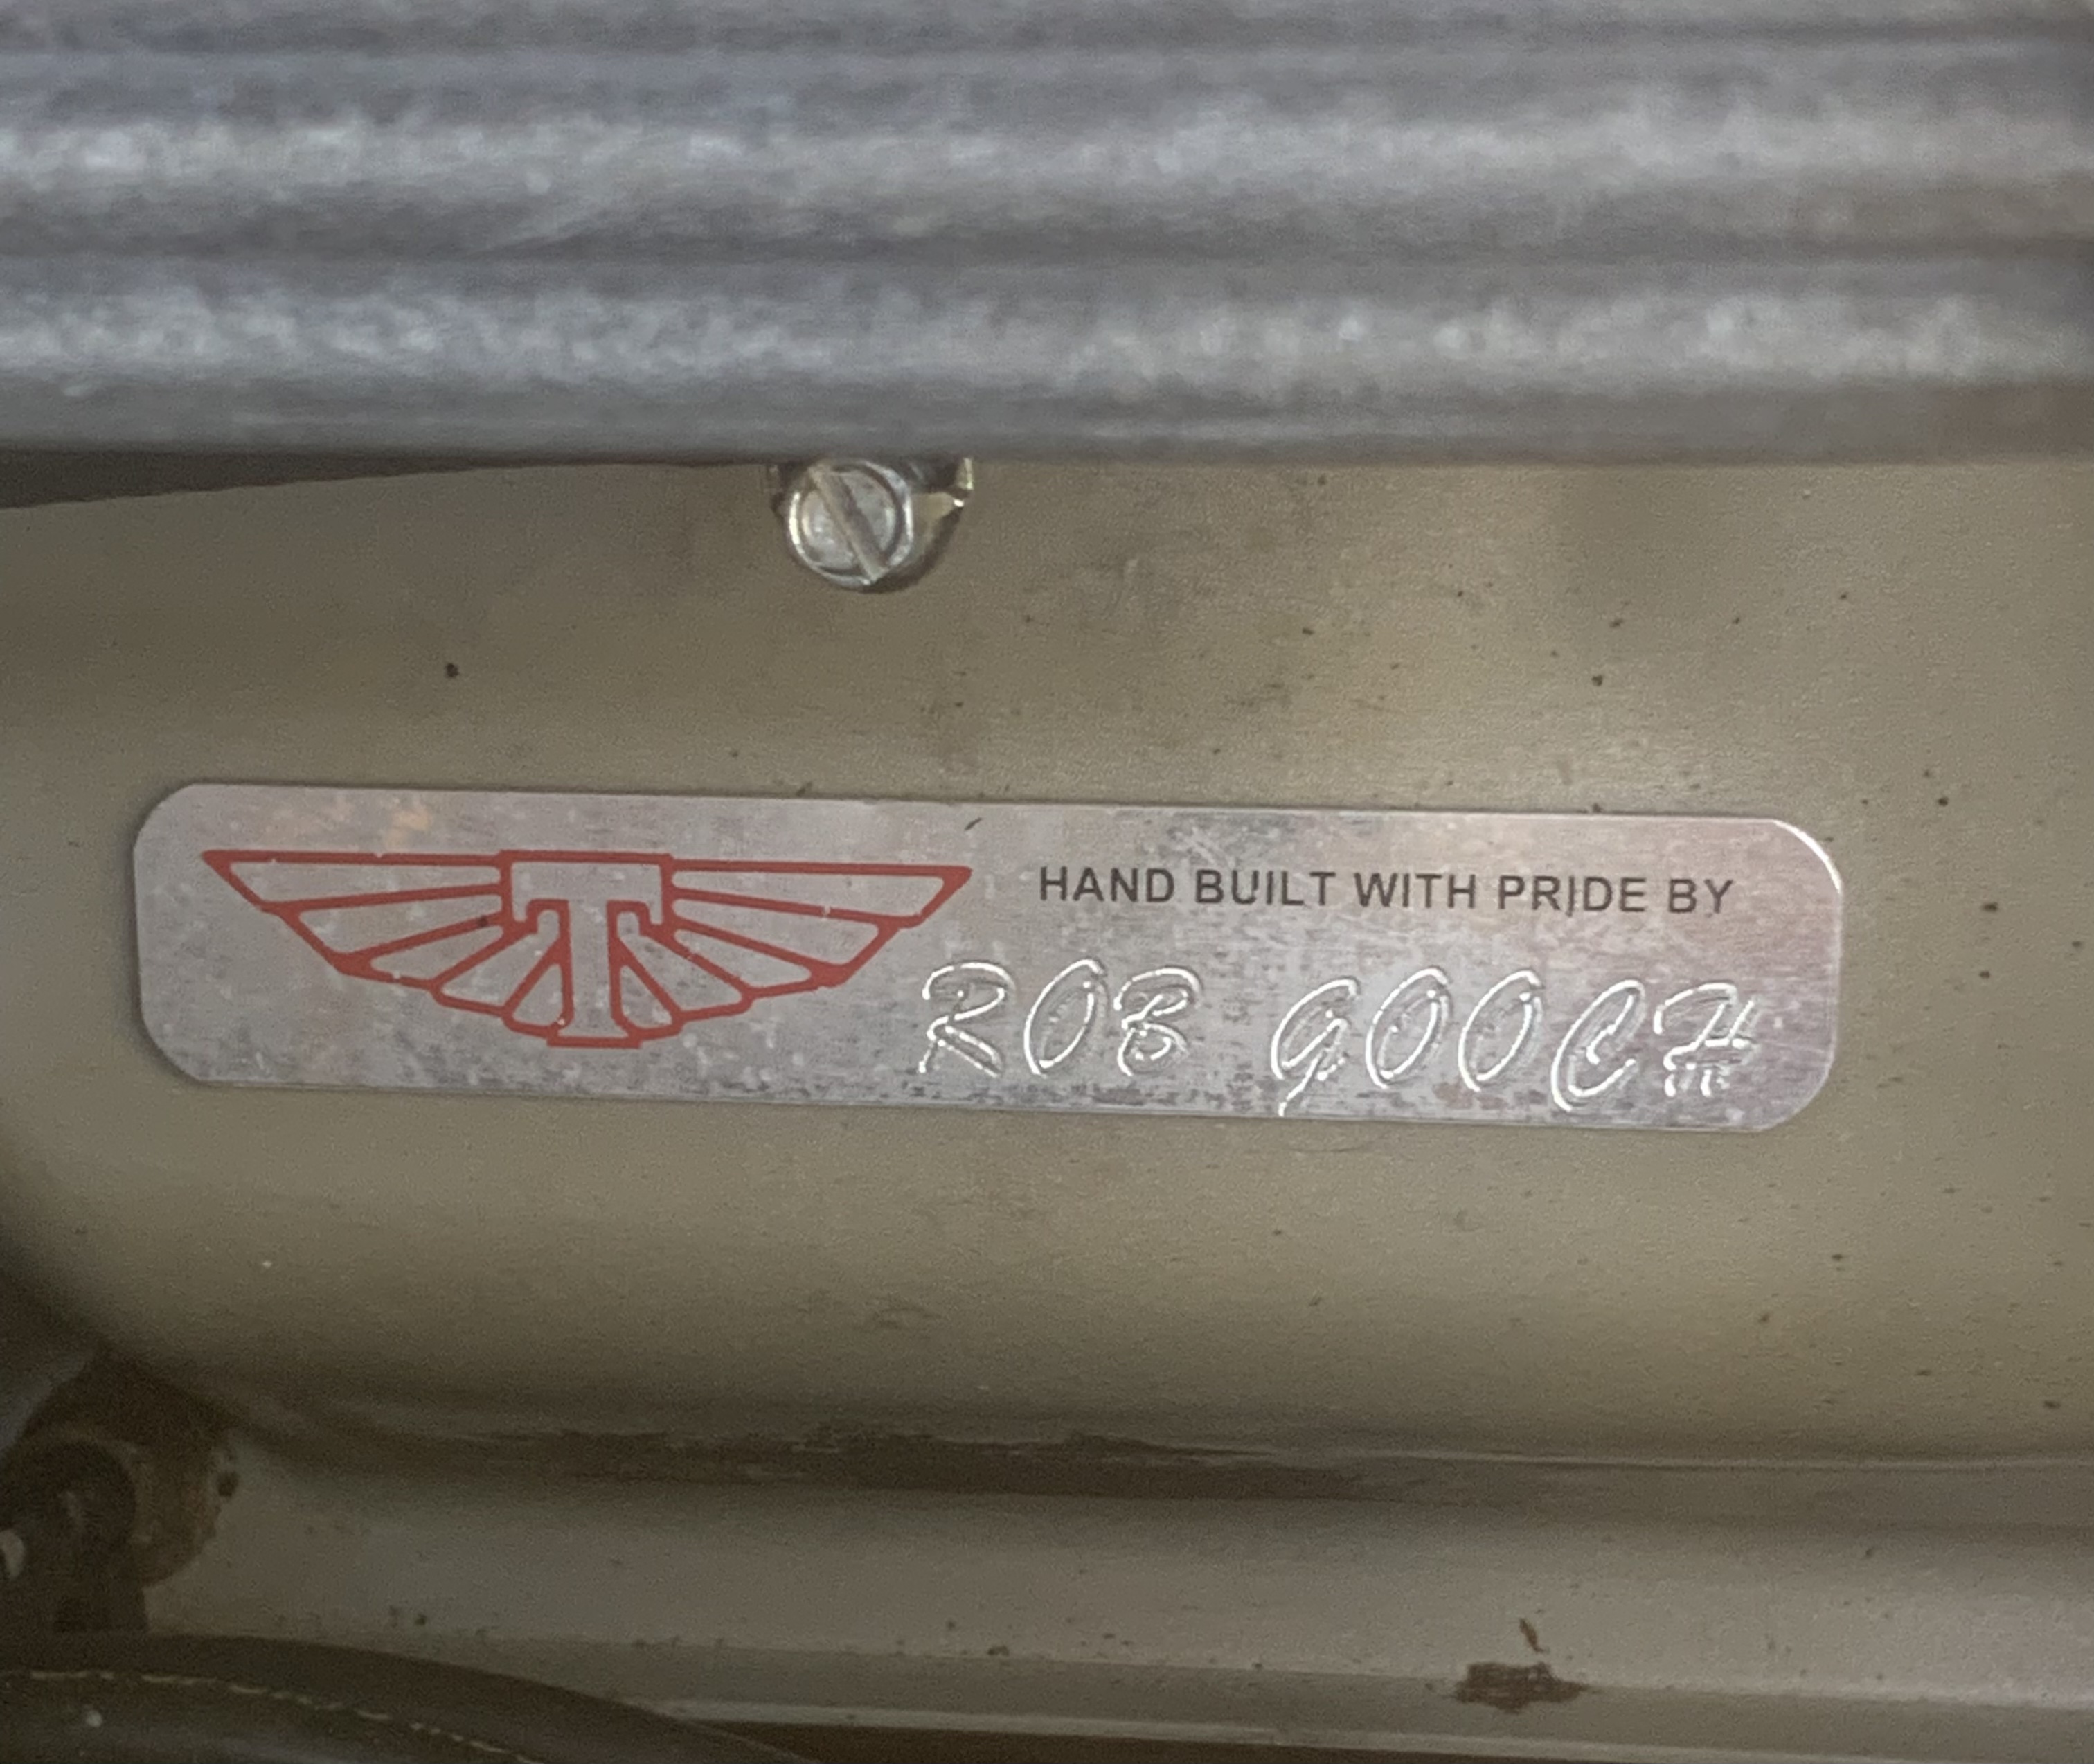 T
HAND BUILT WITH PRIDE BY
ROB GOOCH